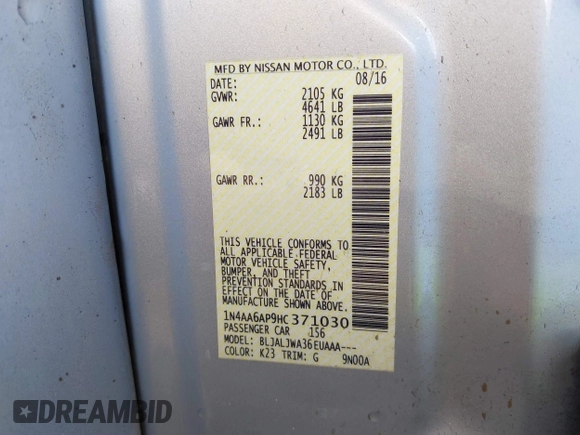 MFD BY NISSAN MOTOR CO., LTD.
DATE: 08/16
GVWR: 2105 KG
4641 LB
GAWR FR.: 1130 KG
2491 LB
GAWR RR.: 990 KG
2183 LB
THIS VEHICLE CONFORMS TO
ALL APPLICABLE FEDERAL
MOTOR VEHICLE SAFETY,
BUMPER, AND THEFT
PREVENTION STANDARDS IN
EFFECT ON THE DATE OF
MANUFACTURE SHOWN ABOVE.
1N4AA6AP9HC371030
PASSENGER CAR 156
MODEL: BLJALJWA36EUAAA---
COLOR: K23 TRIM: G 9N00A
DREAMBID